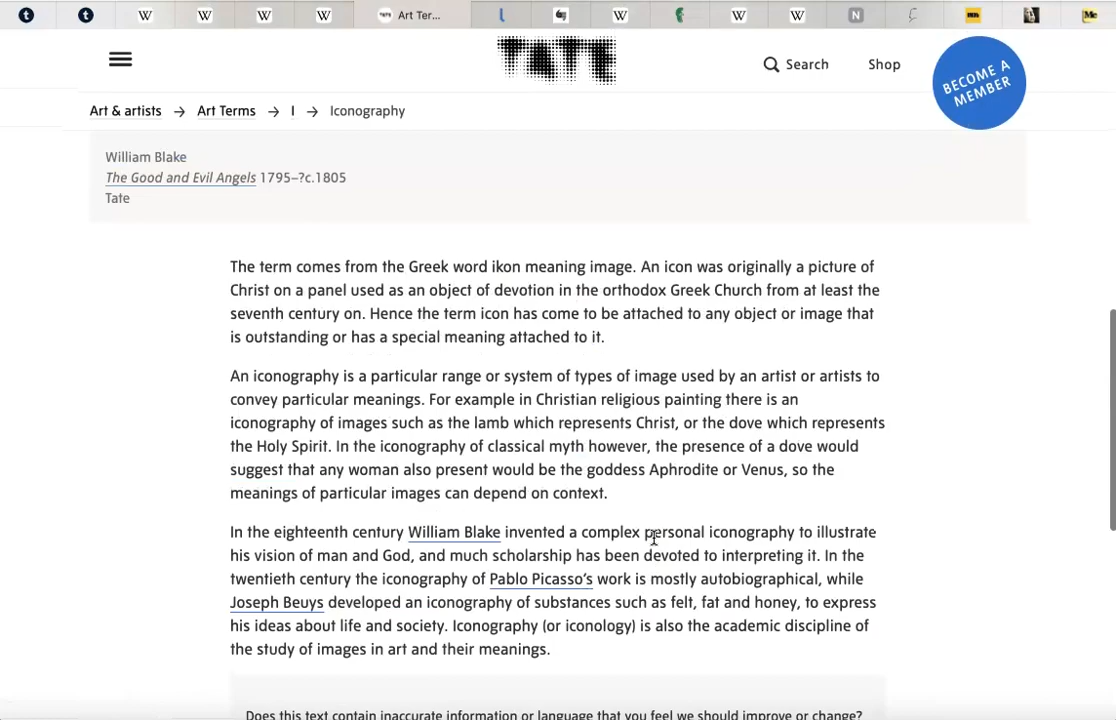 Art Ter...
TATE
Search
Shop
BECOME A
MEMBER
Art & artists → Art Terms → I → Iconography
William Blake
The Good and Evil Angels 1795–?c.1805
Tate
The term comes from the Greek word ikon meaning image. An icon was originally a picture of
Christ on a panel used as an object of devotion in the orthodox Greek Church from at least the
seventh century on. Hence the term icon has come to be attached to any object or image that
is outstanding or has a special meaning attached to it.
An iconography is a particular range or system of types of image used by an artist or artists to
convey particular meanings. For example in Christian religious painting there is an
iconography of images such as the lamb which represents Christ, or the dove which represents
the Holy Spirit. In the iconography of classical myth however, the presence of a dove would
suggest that any woman also present would be the goddess Aphrodite or Venus, so the
meanings of particular images can depend on context.
In the eighteenth century William Blake invented a complex personal iconography to illustrate
his vision of man and God, and much scholarship has been devoted to interpreting it. In the
twentieth century the iconography of Pablo Picasso's work is mostly autobiographical, while
Joseph Beuys developed an iconography of substances such as felt, fat and honey, to express
his ideas about life and society. Iconography (or iconology) is also the academic discipline of
the study of images in art and their meanings.
Does this text contain inaccurate information or language that you feel we should improve or change?